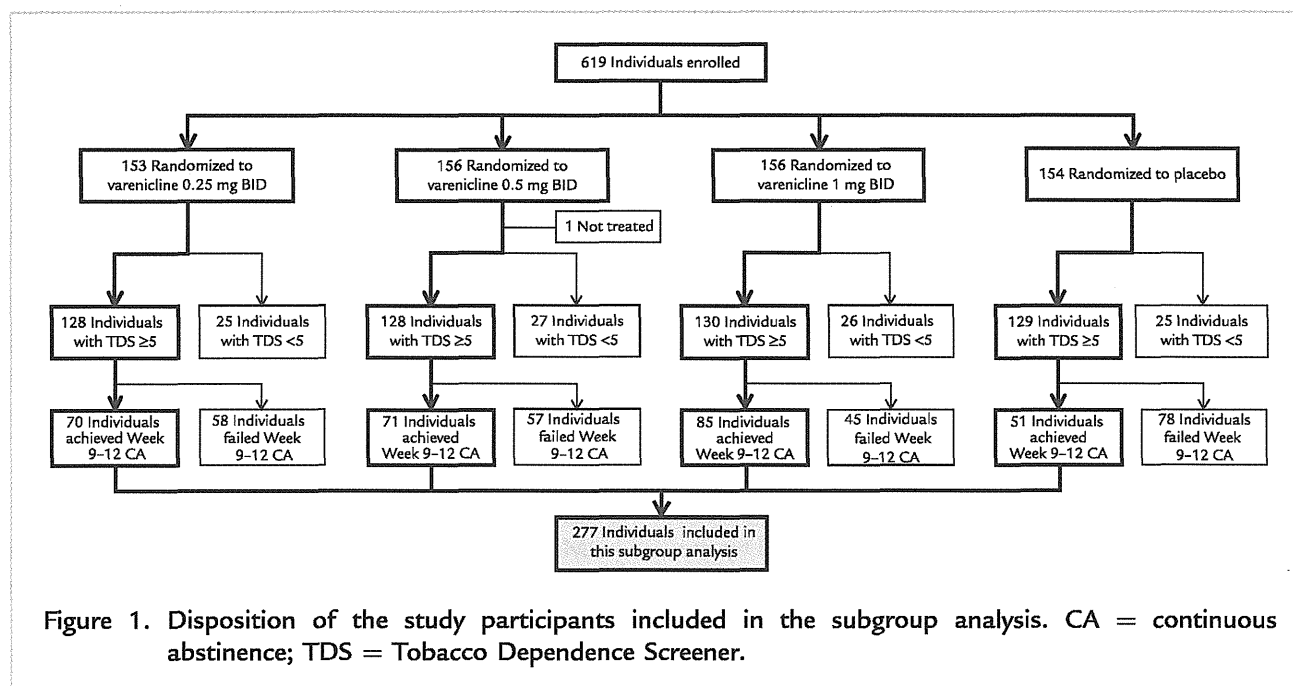 619 Individuals enrolled
153 Randomized to
varenicline 0.25 mg BID
156 Randomized to
varenicline 0.5 mg BID
156 Randomized to
varenicline 1 mg BID
154 Randomized to placebo
1 Not treated
128 Individuals
with TDS ≥5
25 Individuals
with TDS <5
128 Individuals
with TDS ≥5
27 Individuals
with TDS <5
130 Individuals
with TDS ≥5
26 Individuals
with TDS <5
129 Individuals
with TDS ≥5
25 Individuals
with TDS <5
70 Individuals
achieved Week
9–12 CA
58 Individuals
failed Week
9–12 CA
71 Individuals
achieved
Week 9–12 CA
57 Individuals
failed Week
9–12 CA
85 Individuals
achieved
Week 9–12 CA
45 Individuals
failed Week
9–12 CA
51 Individuals
achieved
Week 9–12 CA
78 Individuals
failed Week
9–12 CA
277 Individuals included in
this subgroup analysis
Figure 1. Disposition of the study participants included in the subgroup analysis. CA = continuous
abstinence; TDS = Tobacco Dependence Screener.